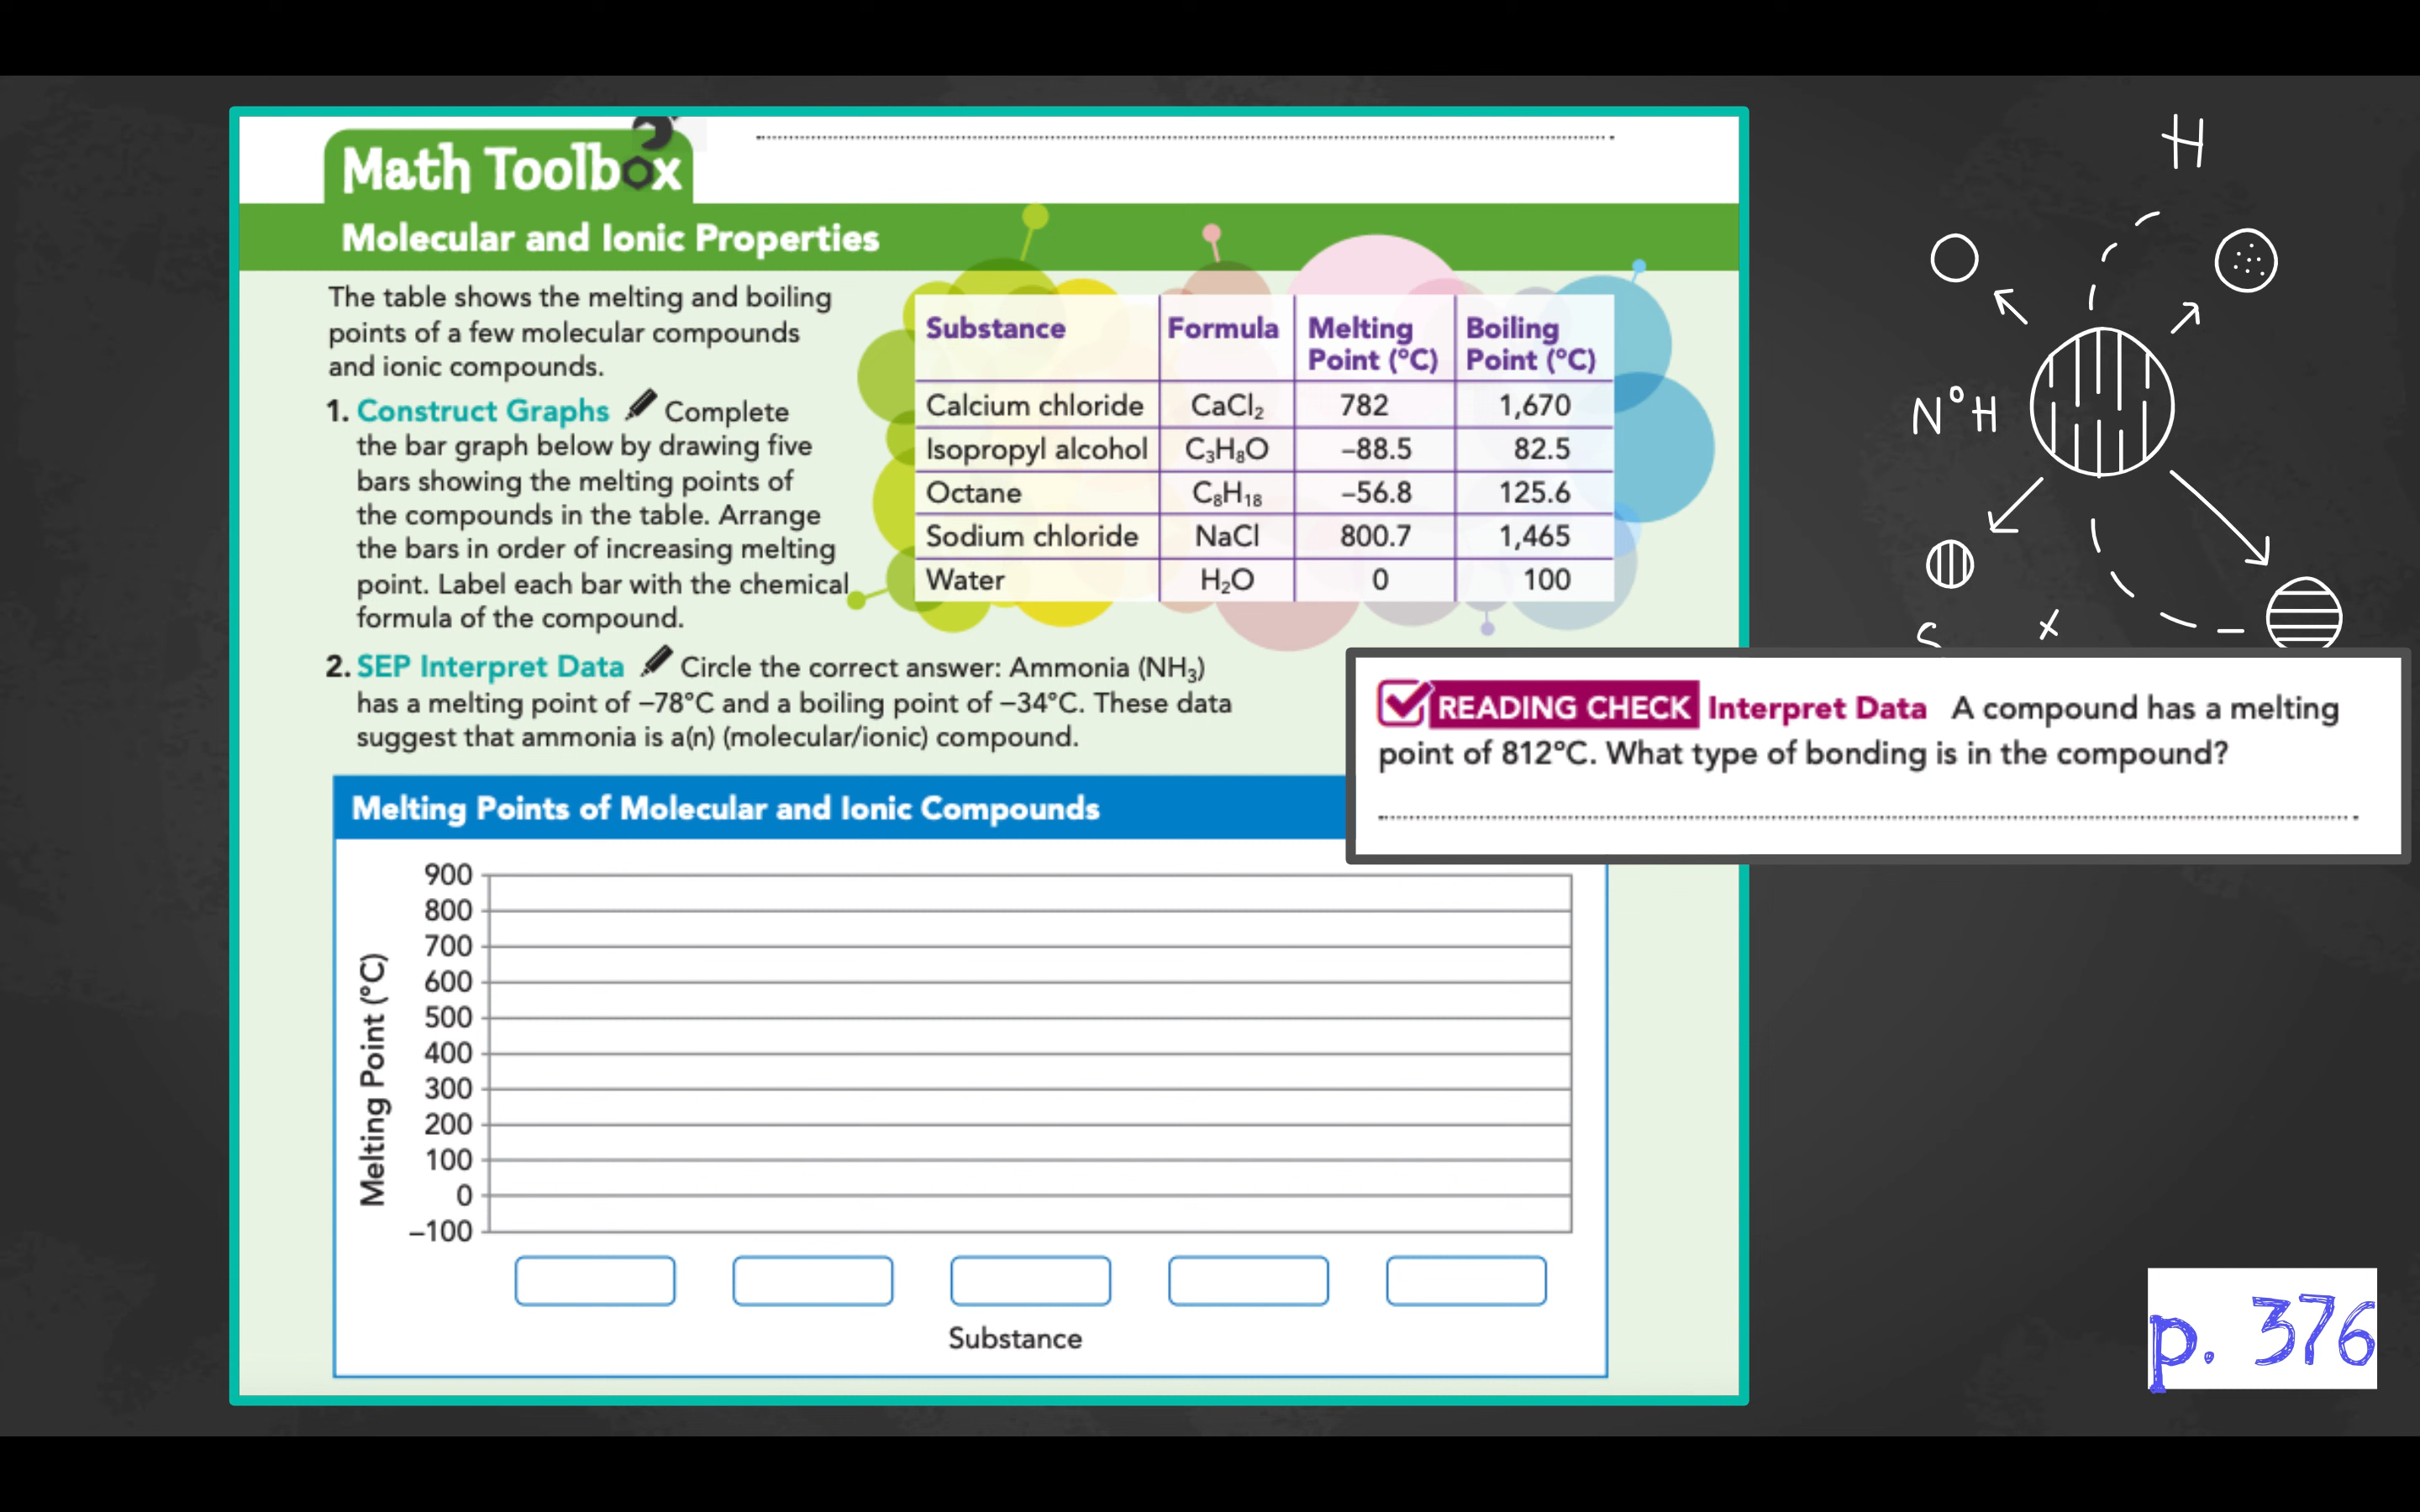 Math Toolbox
Molecular and Ionic Properties
The table shows the melting and boiling
points of a few molecular compounds
and ionic compounds.
1. Construct Graphs Complete
the bar graph below by drawing five
bars showing the melting points of
the compounds in the table. Arrange
the bars in order of increasing melting
point. Label each bar with the chemical
formula of the compound.
Substance Formula Melting Point (°C) Boiling Point (°C)
Calcium chloride CaCl₂ 782 1,670
Isopropyl alcohol C₃H₈O –88.5 82.5
Octane C₈H₁₈ –56.8 125.6
Sodium chloride NaCl 800.7 1,465
Water H₂O 0 100
2. SEP Interpret Data Circle the correct answer: Ammonia (NH₃)
has a melting point of –78°C and a boiling point of –34°C. These data
suggest that ammonia is a(n) (molecular/ionic) compound.
Melting Points of Molecular and Ionic Compounds
Melting Point (°C)
900
800
700
600
500
400
300
200
100
0
–100
Substance
H
N°H
READING CHECK Interpret Data A compound has a melting
point of 812°C. What type of bonding is in the compound?
p. 376